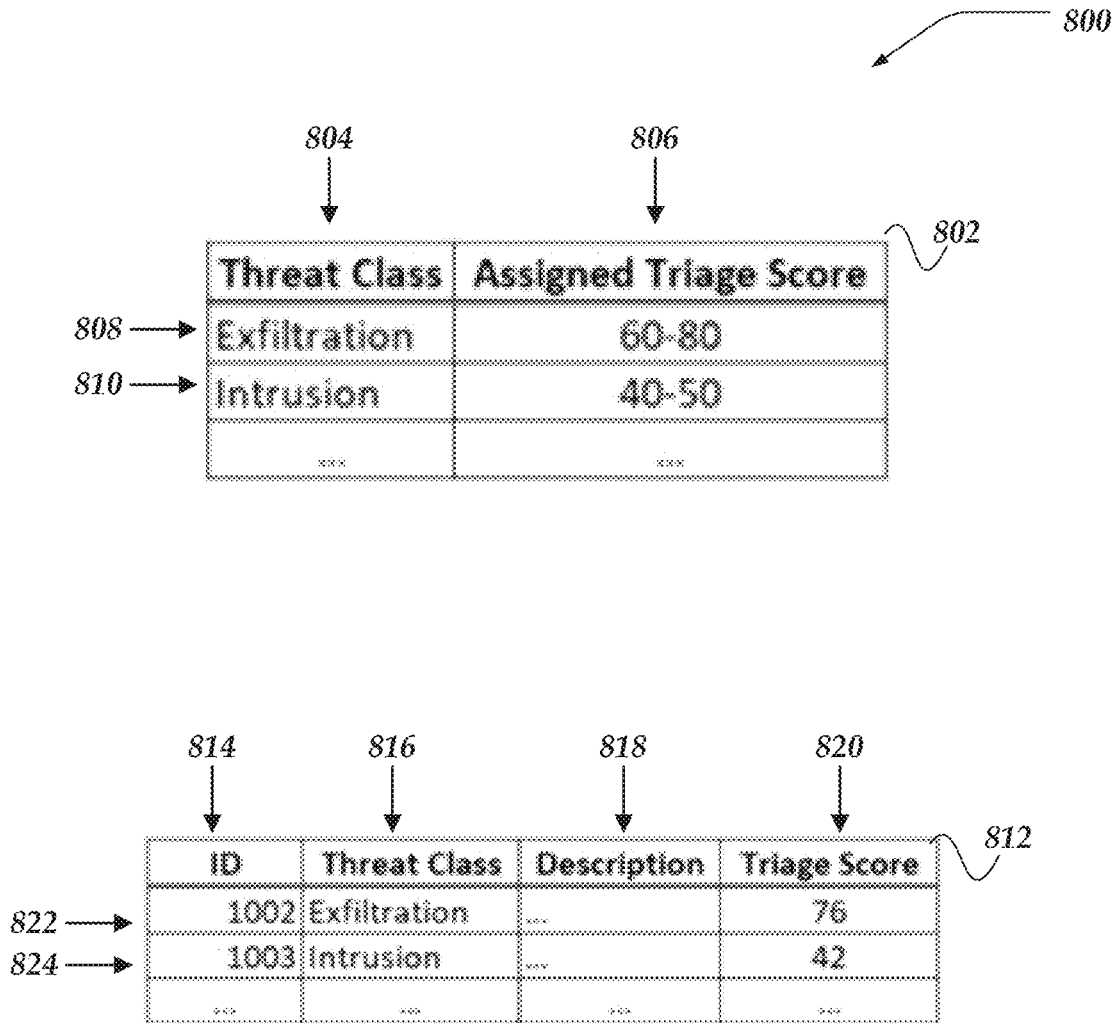 800
804 806
802
Threat Class Assigned Triage Score
808 Exfiltration 60-80
810 Intrusion 40-50
... ...
814 816 818 820
812
ID Threat Class Description Triage Score
822 1002 Exfiltration ... 76
824 1003 Intrusion ... 42
... ... ... ...